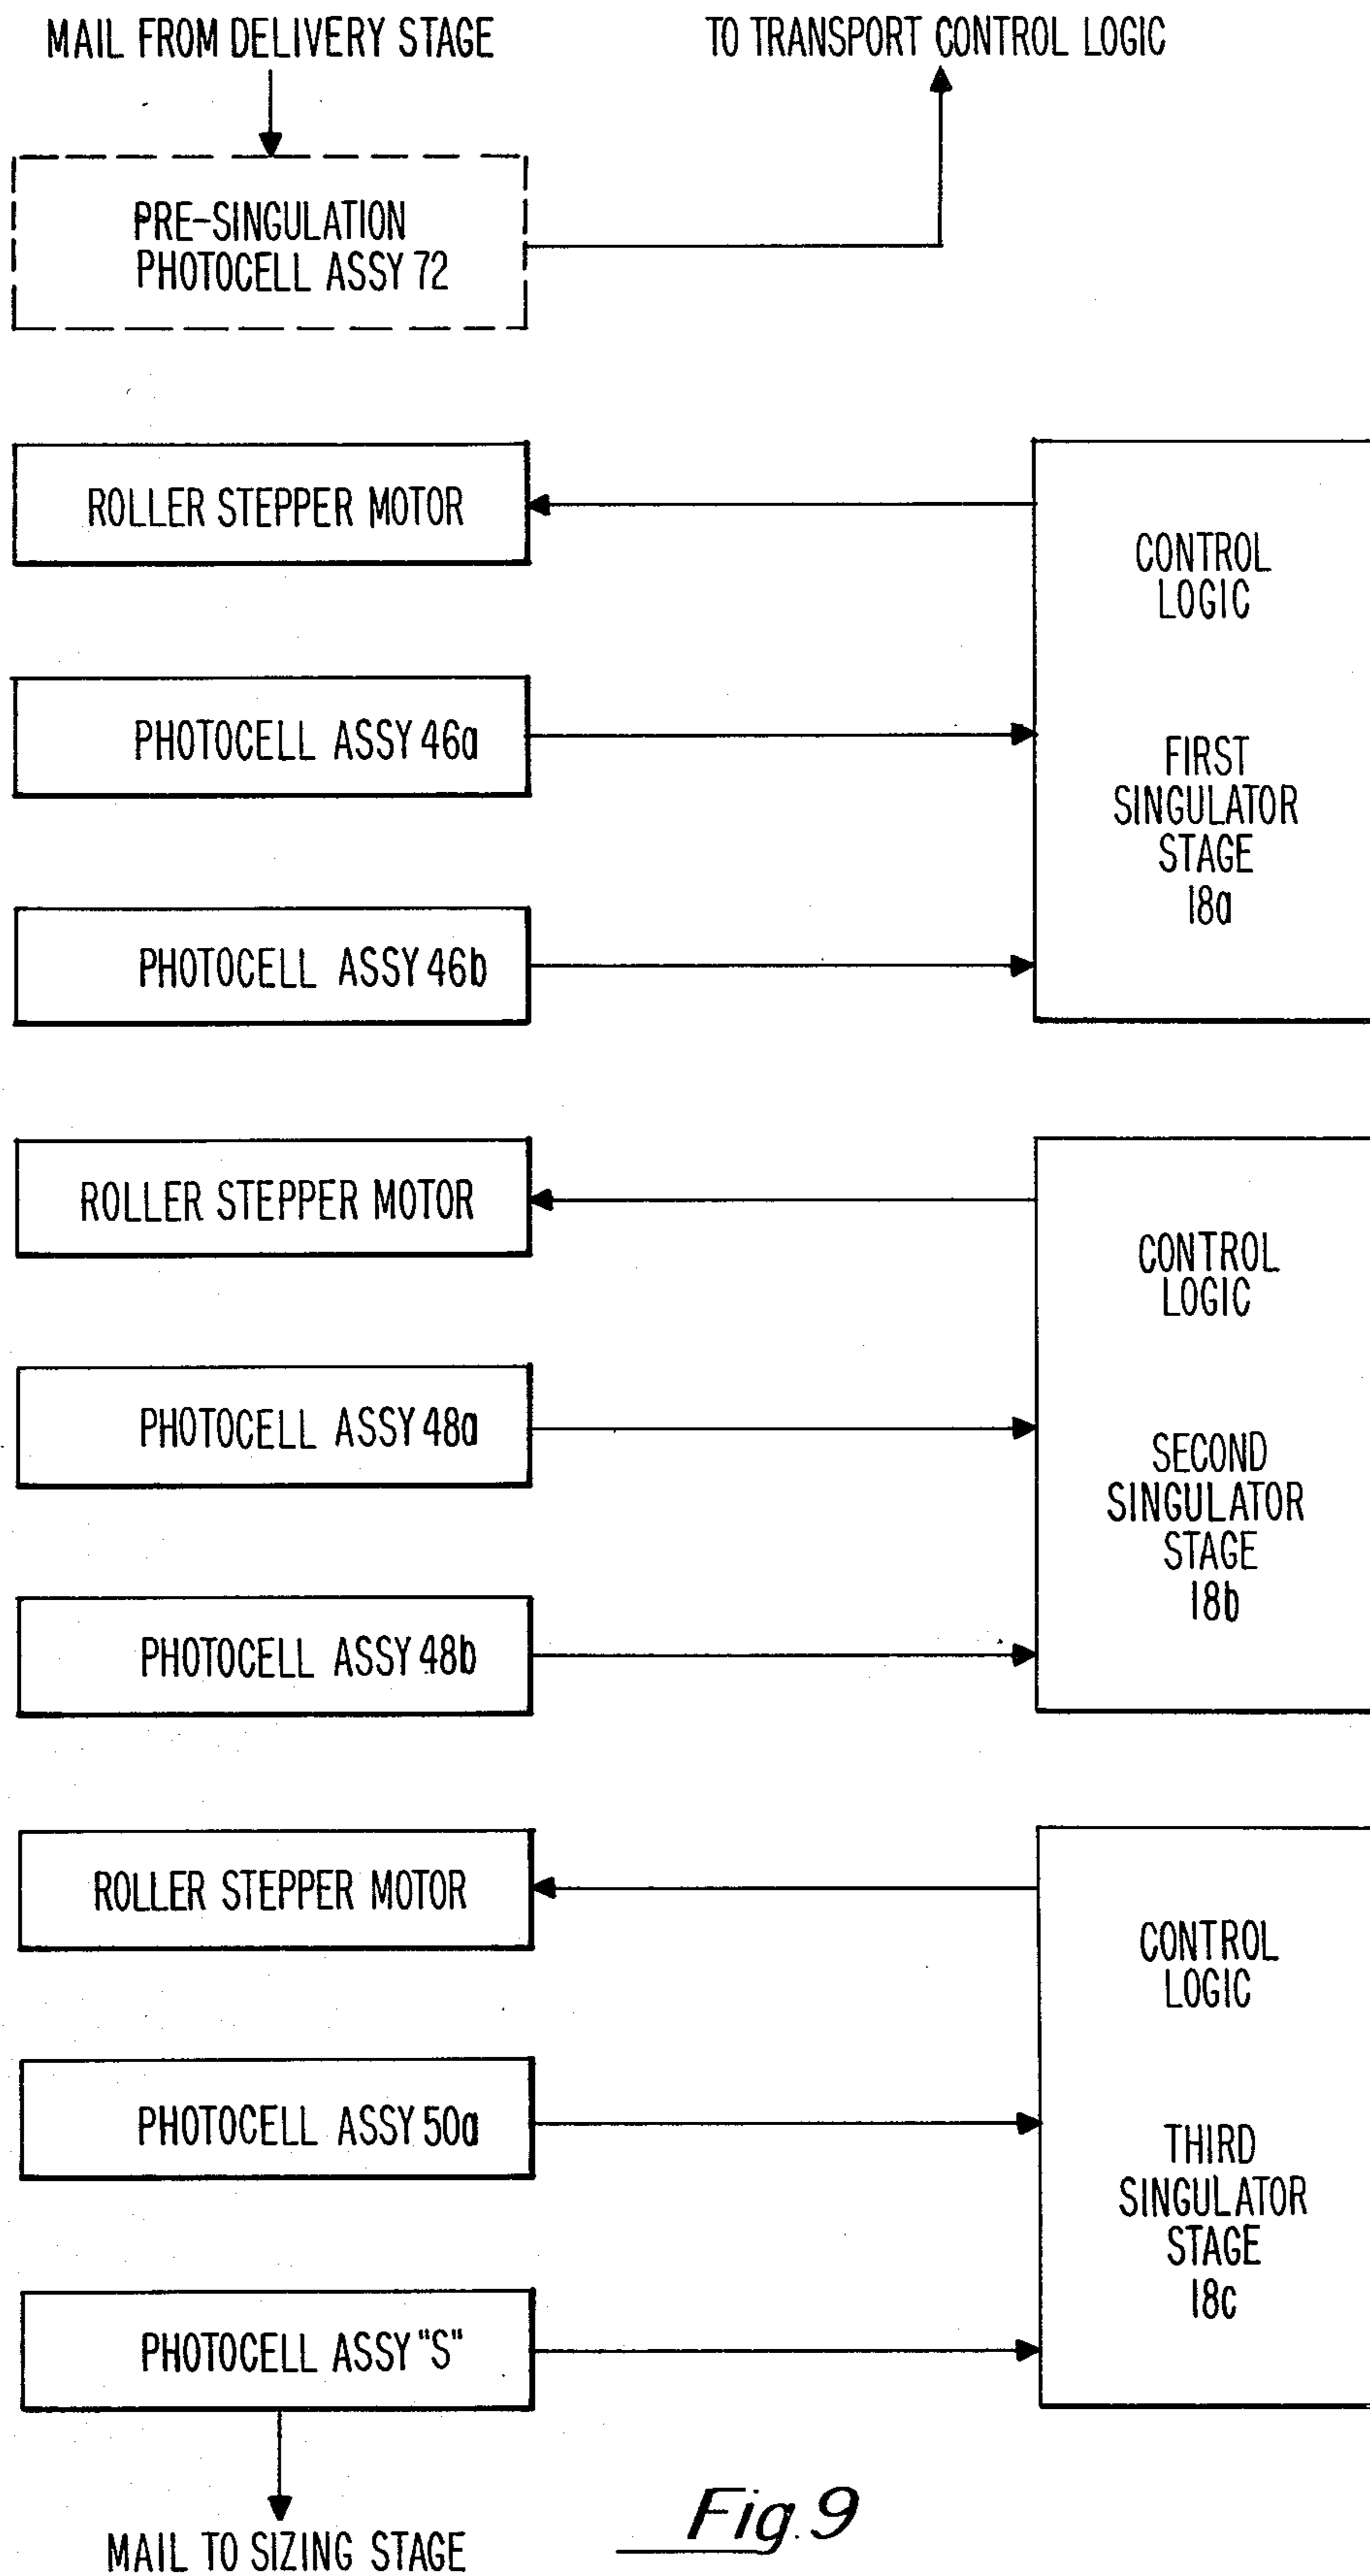 MAIL FROM DELIVERY STAGE
TO TRANSPORT CONTROL LOGIC
PRE-SINGULATION
PHOTOCELL ASSY 72
ROLLER STEPPER MOTOR
PHOTOCELL ASSY 46a
PHOTOCELL ASSY 46b
CONTROL
LOGIC
FIRST
SINGULATOR
STAGE
18a
ROLLER STEPPER MOTOR
PHOTOCELL ASSY 48a
PHOTOCELL ASSY 48b
CONTROL
LOGIC
SECOND
SINGULATOR
STAGE
18b
ROLLER STEPPER MOTOR
PHOTOCELL ASSY 50a
PHOTOCELL ASSY "S"
CONTROL
LOGIC
THIRD
SINGULATOR
STAGE
18c
MAIL TO SIZING STAGE
Fig. 9